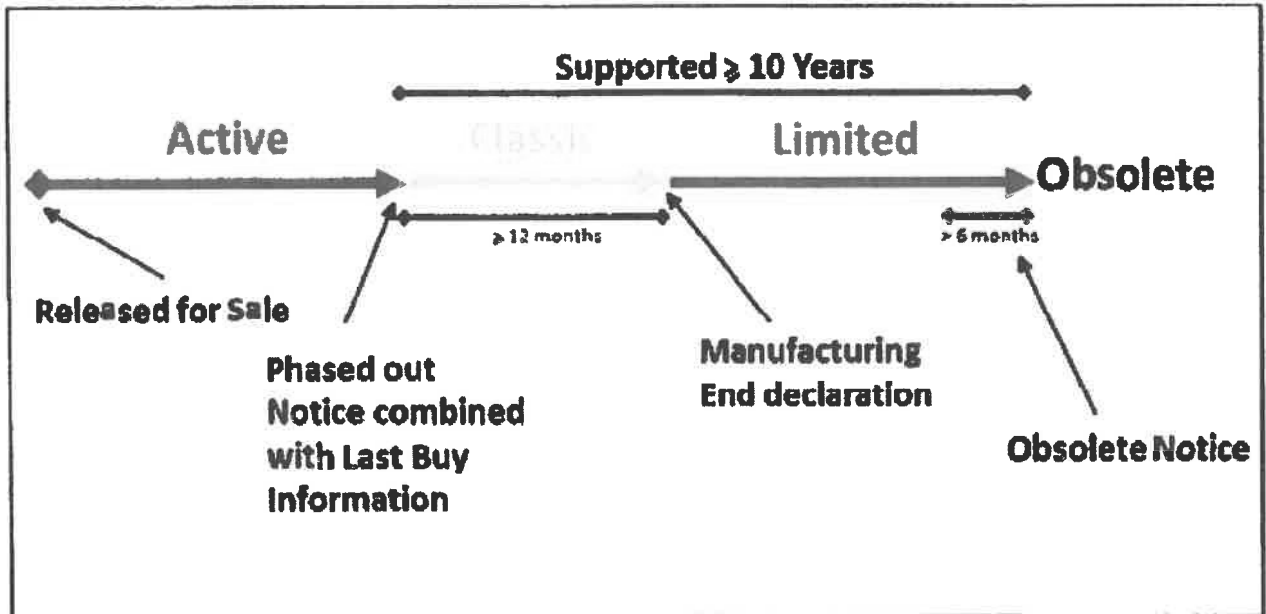 Supported ⩾ 10 Years
Active
Classic
Limited
Obsolete
⩾ 12 months
> 6 months
Released for Sale
Phased out
Notice combined
with Last Buy
Information
Manufacturing
End declaration
Obsolete Notice